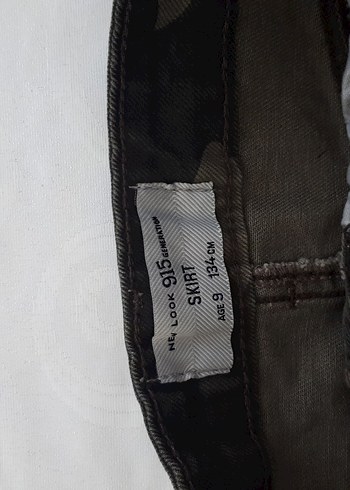 NEW LOOK 915 GENERATION
SKIRT
AGE 9 134 CM